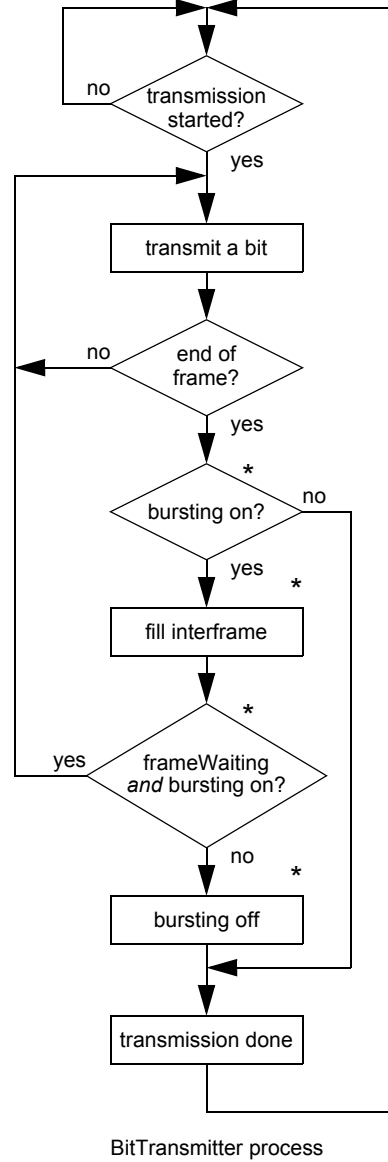 transmission
started?
no
yes
transmit a bit
end of
frame?
no
yes
*
bursting on?
no
yes
*
fill interframe
*
frameWaiting
and bursting on?
yes
no
*
bursting off
transmission done
BitTransmitter process